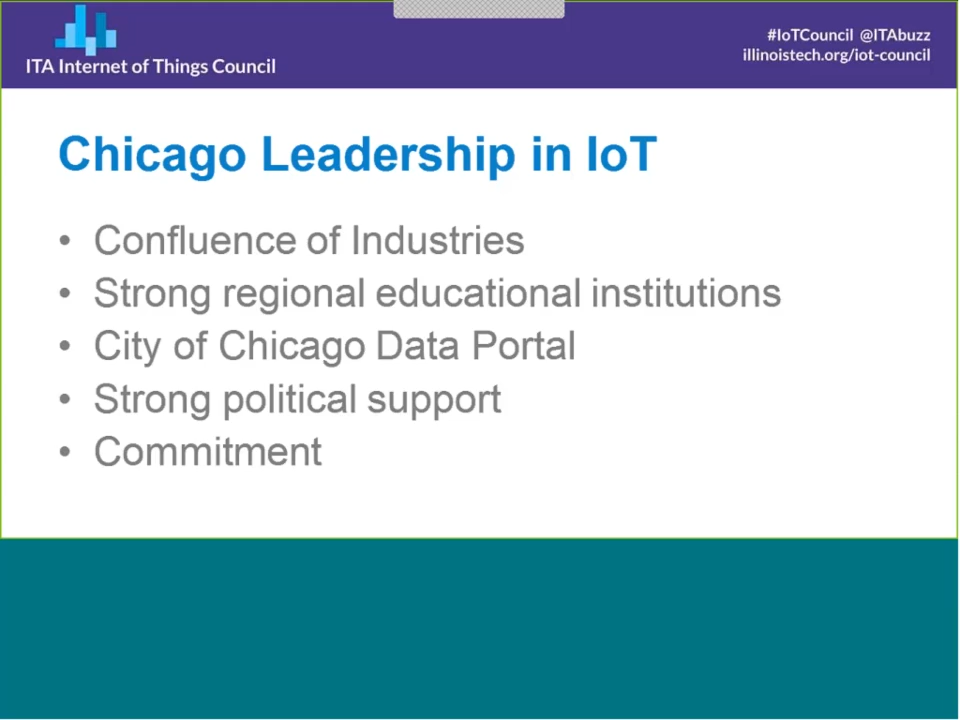 #IoTCouncil @ITAbuzz
illinoistech.org/iot-council
ITA Internet of Things Council
Chicago Leadership in IoT
• Confluence of Industries
• Strong regional educational institutions
• City of Chicago Data Portal
• Strong political support
• Commitment